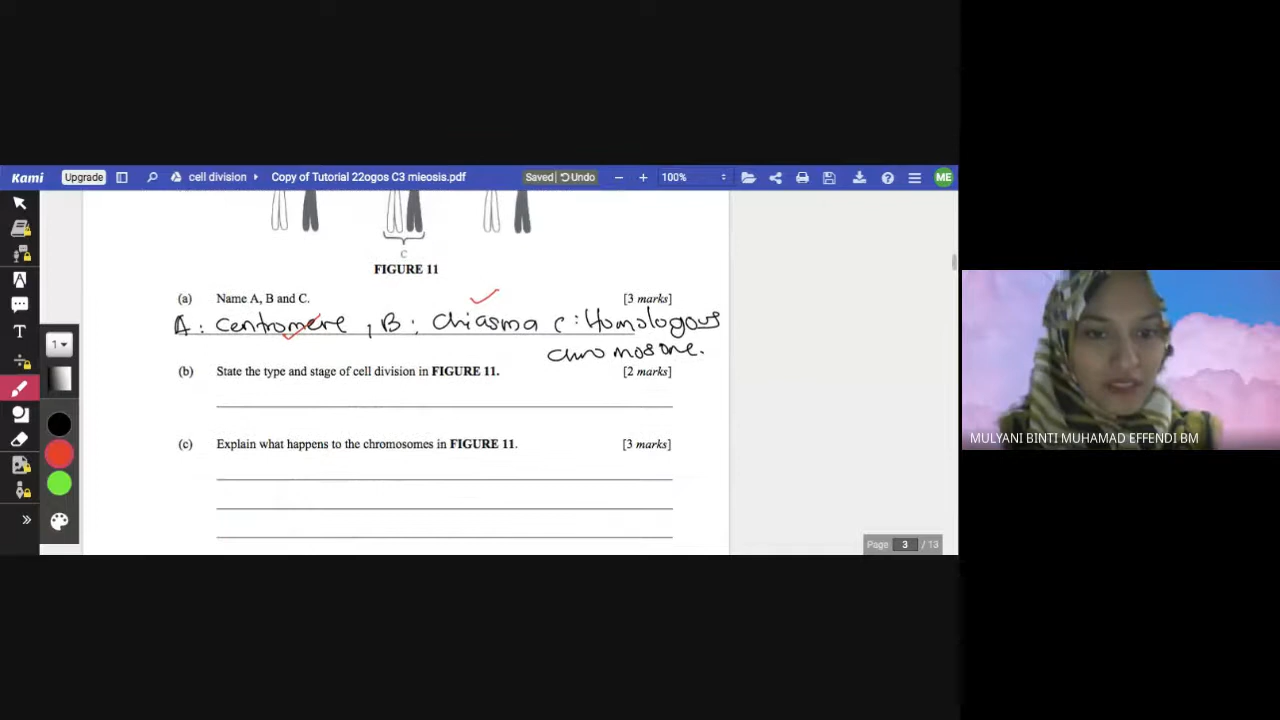 Kami Upgrade cell division Copy of Tutorial 22ogos C3 mieosis.pdf Saved Undo 100% ME
C
FIGURE 11
(a) Name A, B and C. [3 marks]
A : Centromere , B : Chiasma C : Homologous
chromosome.
(b) State the type and stage of cell division in FIGURE 11. [2 marks]
(c) Explain what happens to the chromosomes in FIGURE 11. [3 marks]
1
Page 3 / 13
MULYANI BINTI MUHAMAD EFFENDI BM